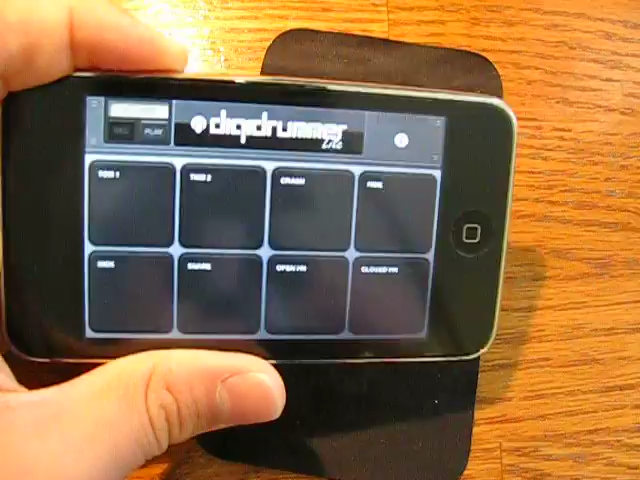 REC PLAY
digidrummer
Lite
TOM 1 TOM 2 CRASH RIDE
KICK SNARE OPEN HH CLOSED HH